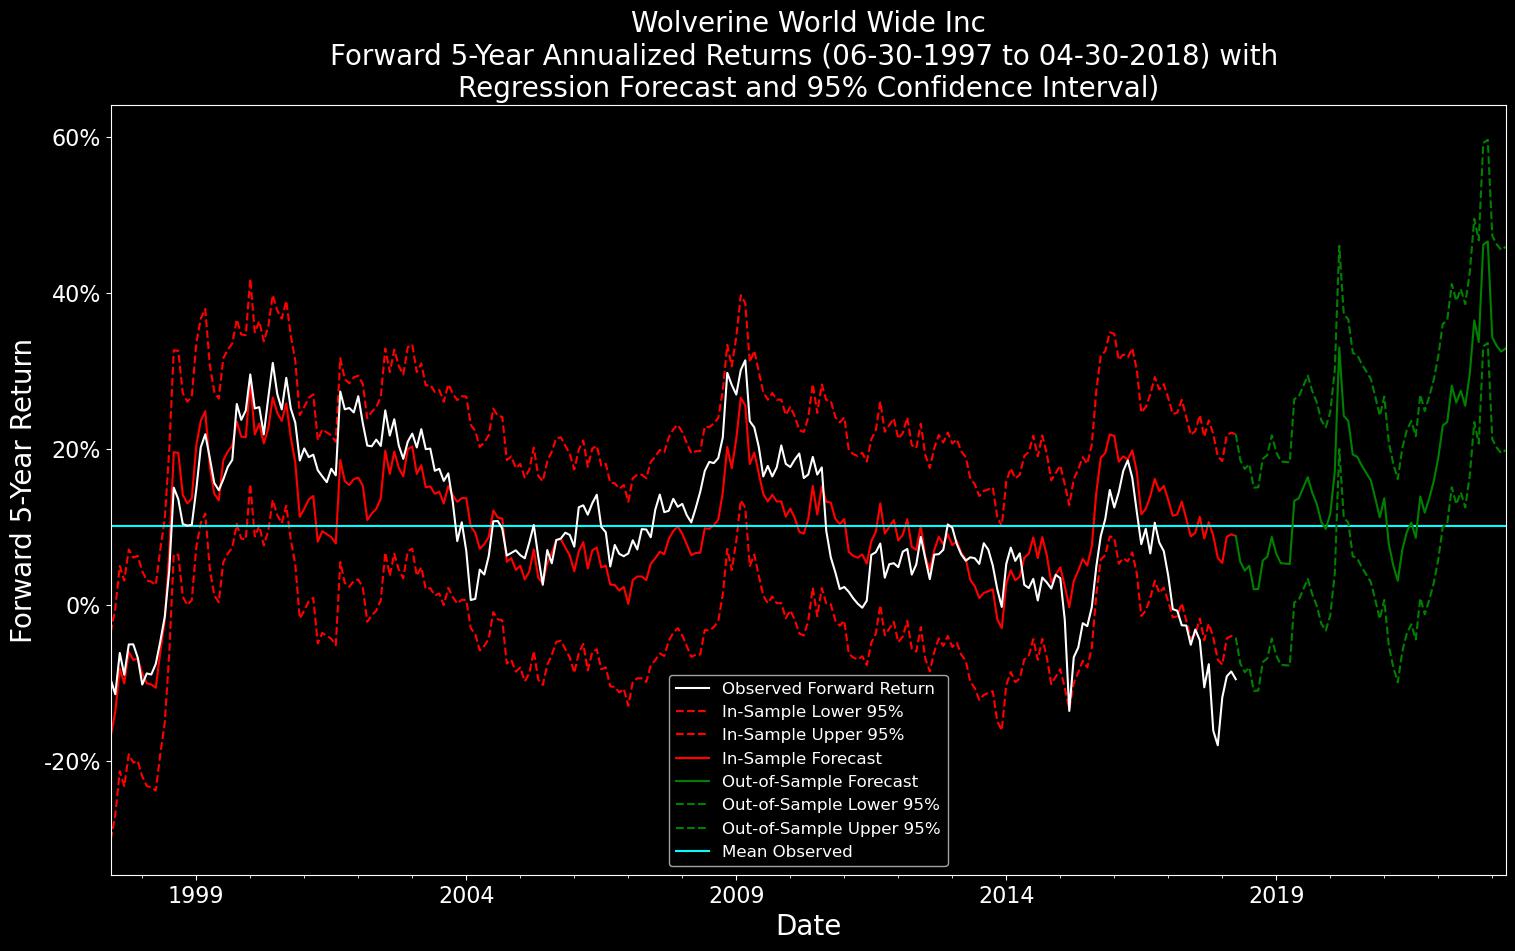 Wolverine World Wide Inc
Forward 5-Year Annualized Returns (06-30-1997 to 04-30-2018) with
Regression Forecast and 95% Confidence Interval)
Forward 5-Year Return
60%
40%
20%
0%
-20%
Observed Forward Return
In-Sample Lower 95%
In-Sample Upper 95%
In-Sample Forecast
Out-of-Sample Forecast
Out-of-Sample Lower 95%
Out-of-Sample Upper 95%
Mean Observed
1999 2004 2009 2014 2019
Date